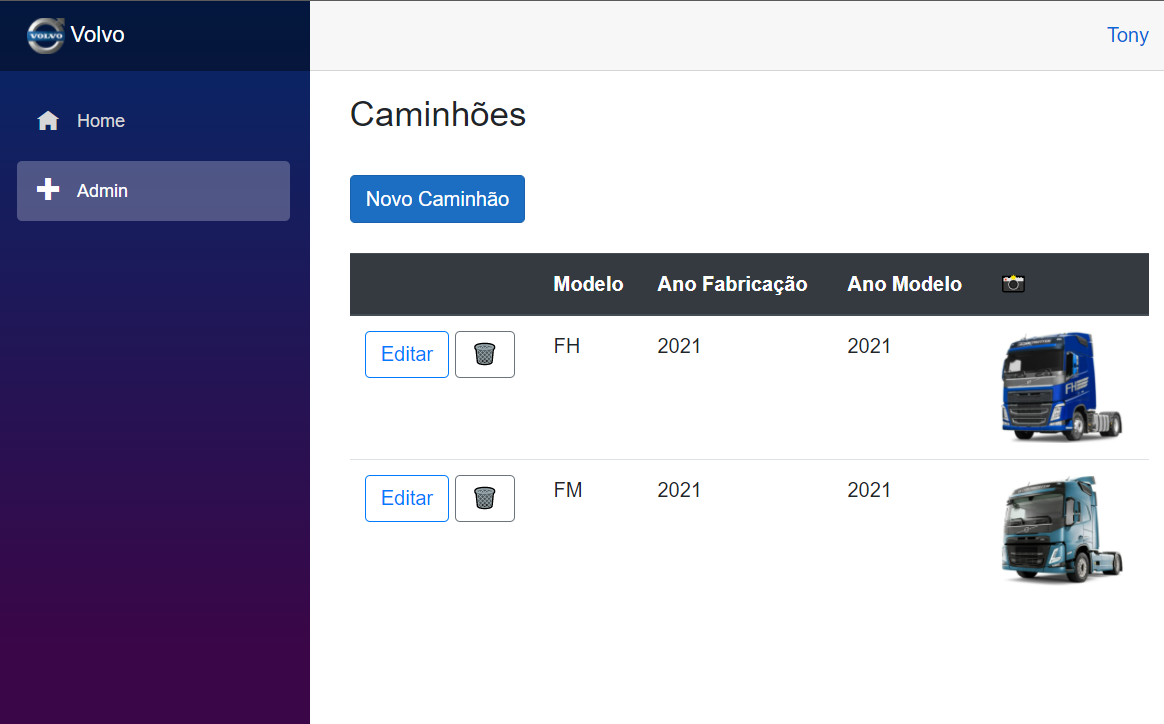 VOLVO Volvo
Tony
Home
Admin
Caminhões
Novo Caminhão
Modelo Ano Fabricação Ano Modelo
Editar FH 2021 2021
FH
Editar FM 2021 2021